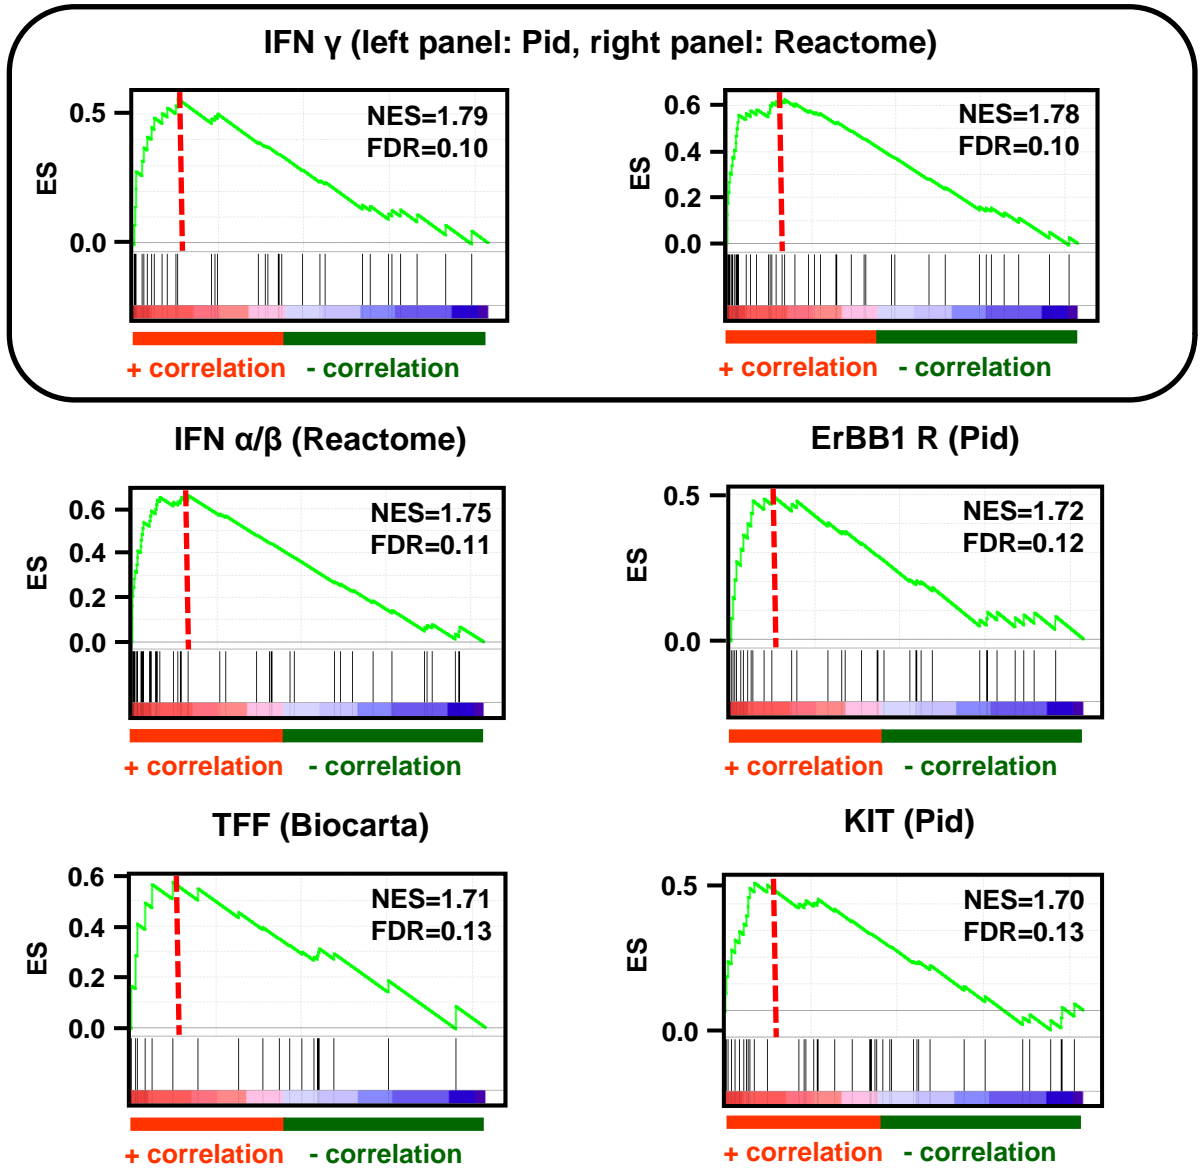 IFN γ (left panel: Pid, right panel: Reactome)
0.5
0.0
ES
NES=1.79
FDR=0.10
+ correlation - correlation
0.6
0.4
0.2
0.0
ES
NES=1.78
FDR=0.10
+ correlation - correlation
IFN α/β (Reactome)
0.6
0.4
0.2
0.0
ES
NES=1.75
FDR=0.11
+ correlation - correlation
ErBB1 R (Pid)
0.5
0.0
ES
NES=1.72
FDR=0.12
+ correlation - correlation
TFF (Biocarta)
0.6
0.4
0.2
0.0
ES
NES=1.71
FDR=0.13
+ correlation - correlation
KIT (Pid)
0.5
0.0
ES
NES=1.70
FDR=0.13
+ correlation - correlation